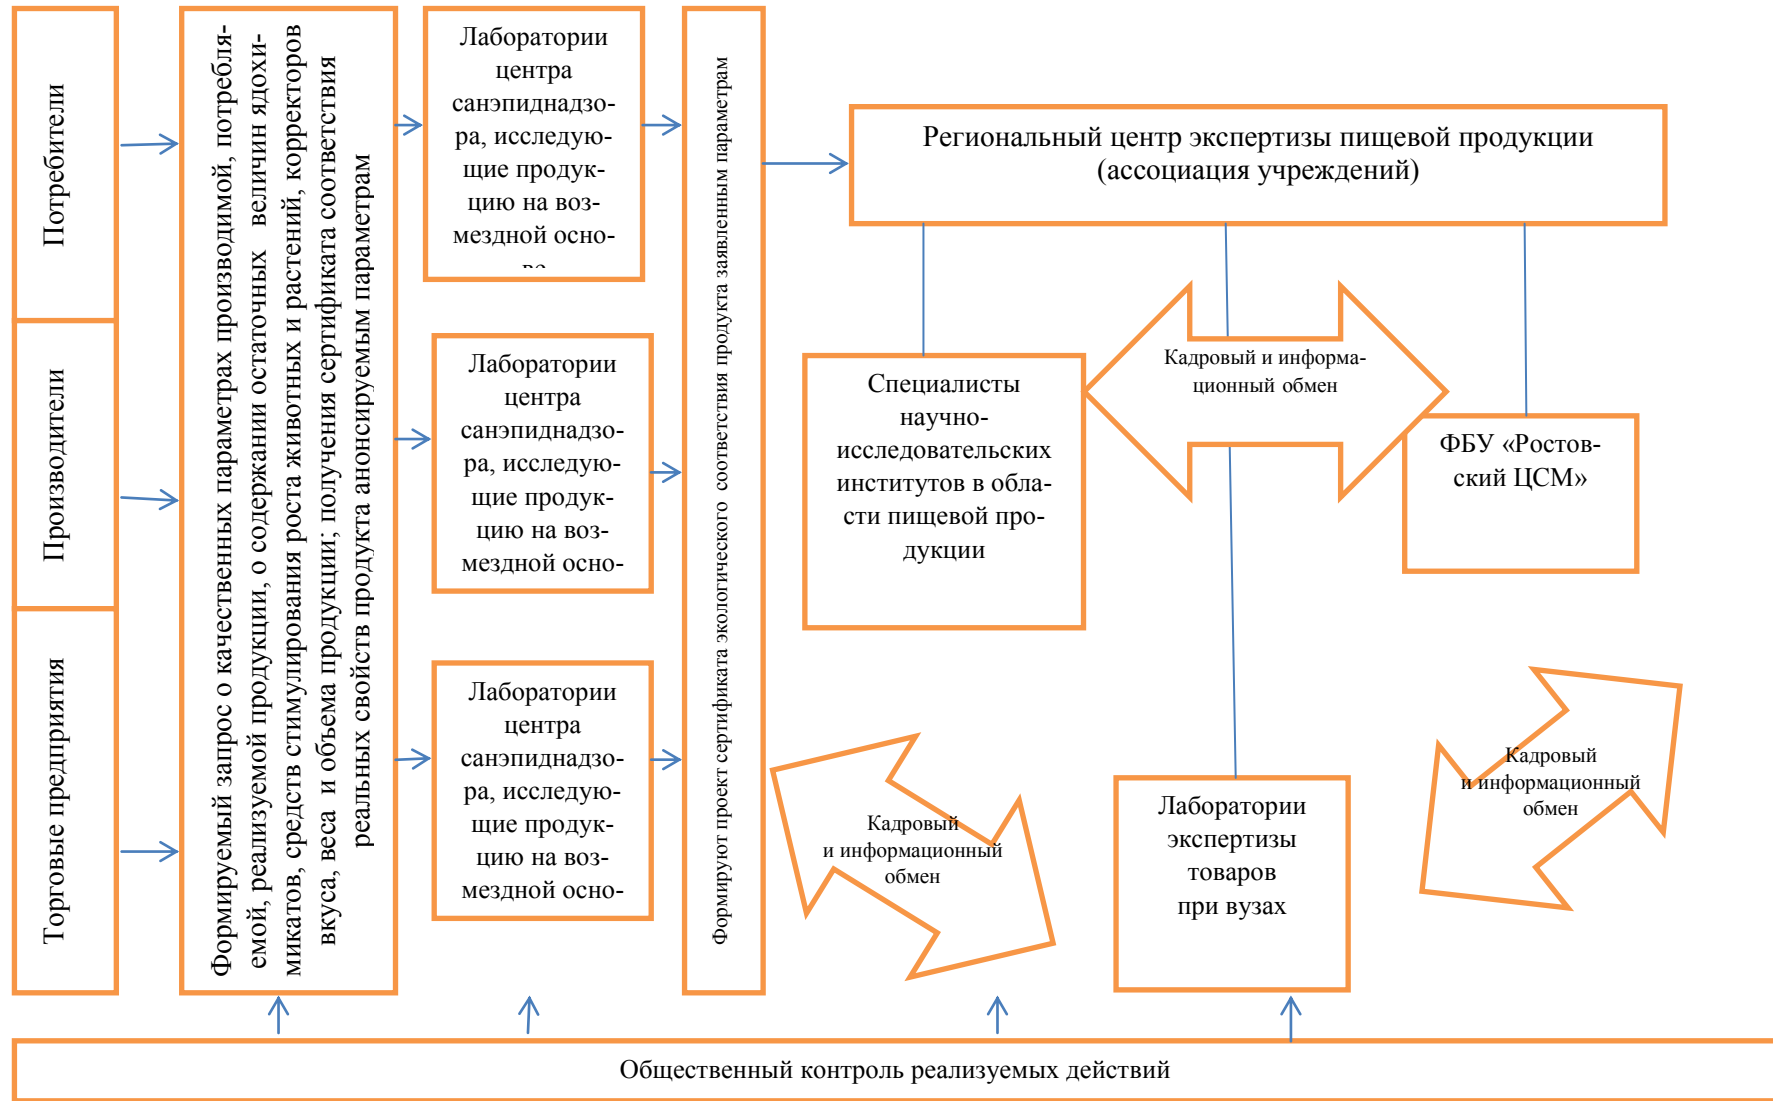 Потребители
Производители
Торговые предприятия
Формируемый запрос о качественных параметрах производимой, потребля-
емой, реализуемой продукции, о содержании остаточных величин ядохи-
микатов, средств стимулирования роста животных и растений, корректоров
вкуса, веса и объема продукции; получения сертификата соответствия
реальных свойств продукта анонсируемым параметрам
Лаборатории
центра
санэпиднадзо-
ра, исследую-
щие продук-
цию на воз-
мездной осно-
ве
Лаборатории
центра
санэпиднадзо-
ра, исследую-
щие продук-
цию на воз-
мездной осно-
Лаборатории
центра
санэпиднадзо-
ра, исследую-
щие продук-
цию на воз-
мездной осно-
Формируют проект сертификата экологического соответствия продукта заявленным параметрам
Региональный центр экспертизы пищевой продукции
(ассоциация учреждений)
Специалисты
научно-
исследовательских
институтов в обла-
сти пищевой про-
дукции
Кадровый и информа-
ционный обмен
ФБУ «Ростов-
ский ЦСМ»
Кадровый
и информационный
обмен
Лаборатории
экспертизы
товаров
при вузах
Кадровый
и информационный
обмен
Общественный контроль реализуемых действий